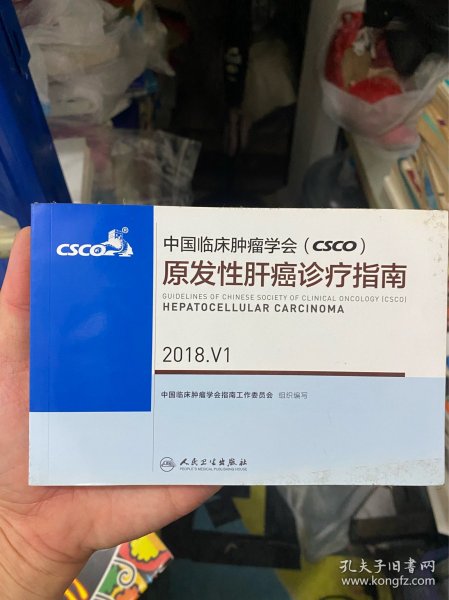 CSCO®
中国临床肿瘤学会（CSCO）
原发性肝癌诊疗指南
GUIDELINES OF CHINESE SOCIETY OF CLINICAL ONCOLOGY (CSCO)
HEPATOCELLULAR CARCINOMA
2018.V1
中国临床肿瘤学会指南工作委员会 组织编写
人民卫生出版社
PEOPLE'S MEDICAL PUBLISHING HOUSE
孔夫子旧书网
www.kongfz.com